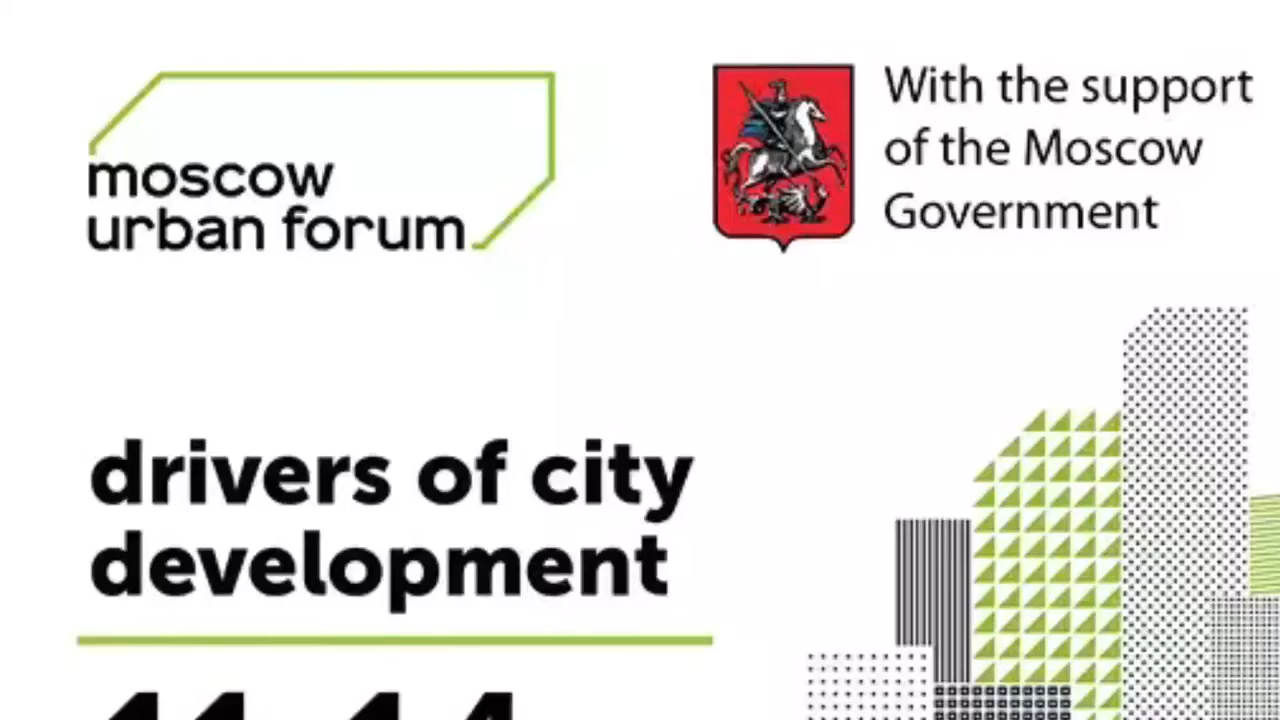 moscow
urban forum
With the support
of the Moscow
Government
drivers of city
development